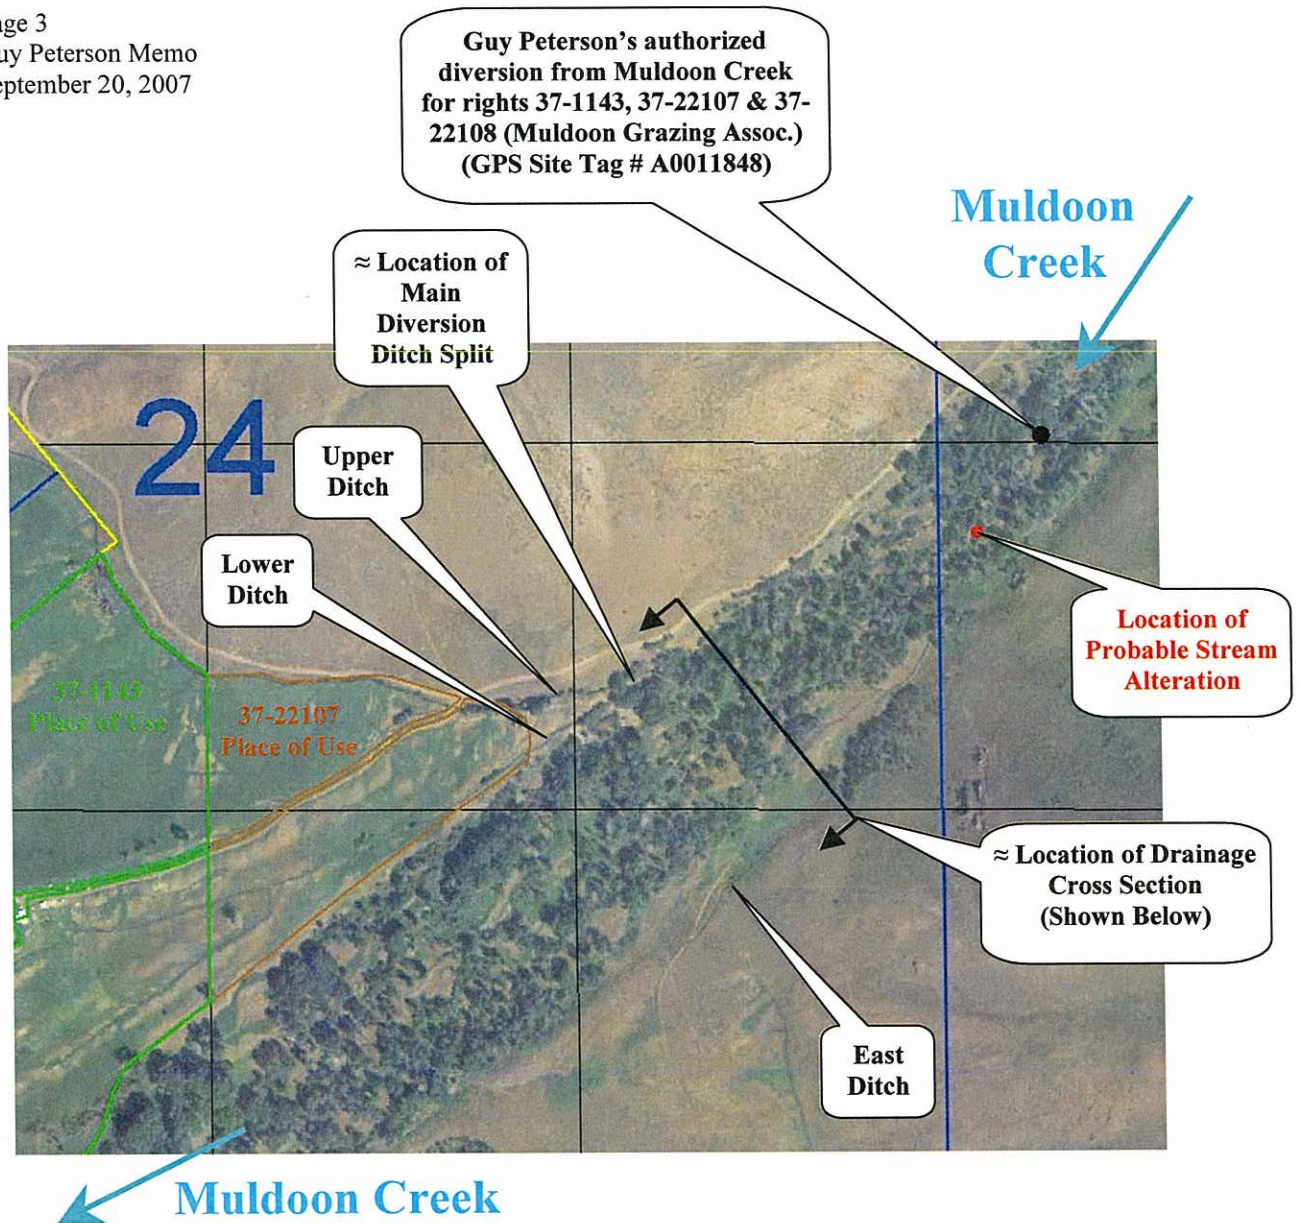 age 3
uy Peterson Memo
eptember 20, 2007
Guy Peterson's authorized
diversion from Muldoon Creek
for rights 37-1143, 37-22107 & 37-
22108 (Muldoon Grazing Assoc.)
(GPS Site Tag # A0011848)
Muldoon
Creek
≈ Location of
Main
Diversion
Ditch Split
24
Upper
Ditch
Lower
Ditch
Location of
Probable Stream
Alteration
37-1143
Place of Use
37-22107
Place of Use
≈ Location of Drainage
Cross Section
(Shown Below)
East
Ditch
Muldoon Creek